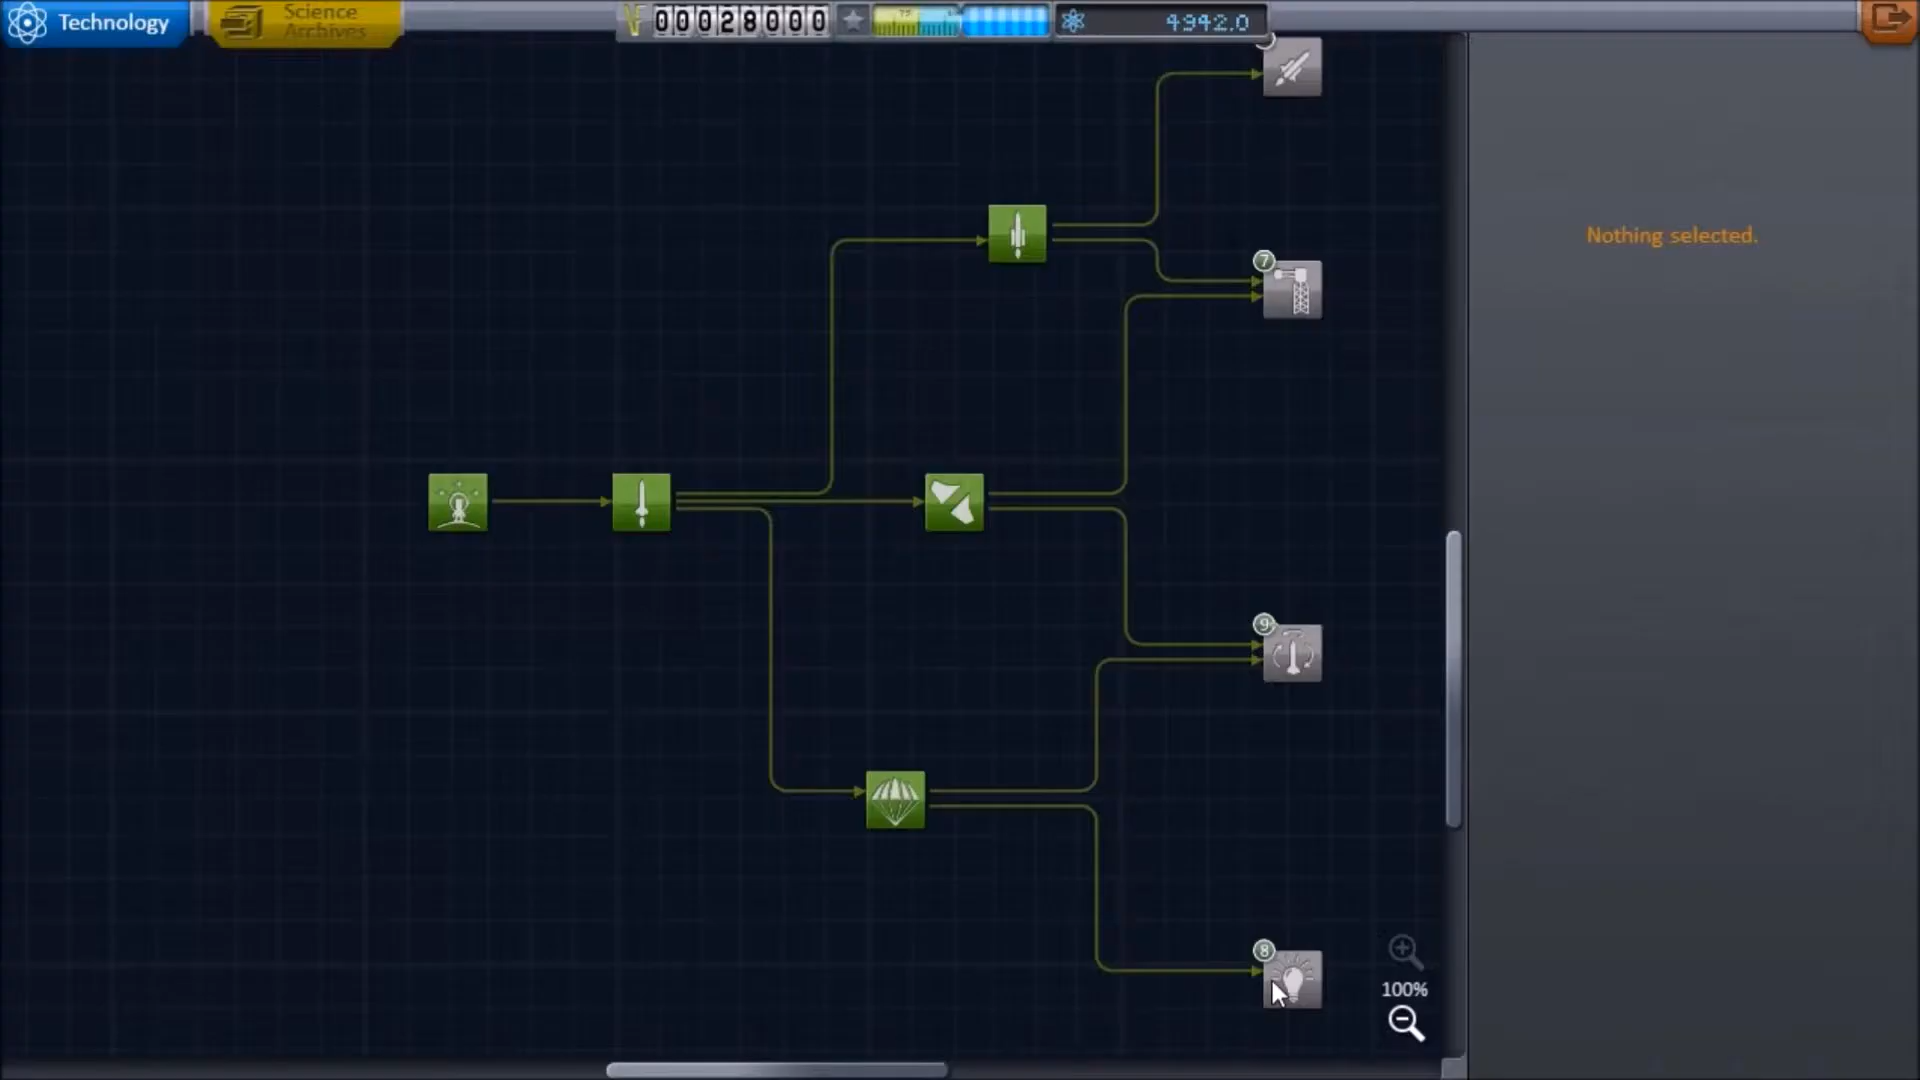 Technology
Science
Archives
00028000
4942.0
Nothing selected.
7
9
8
100%